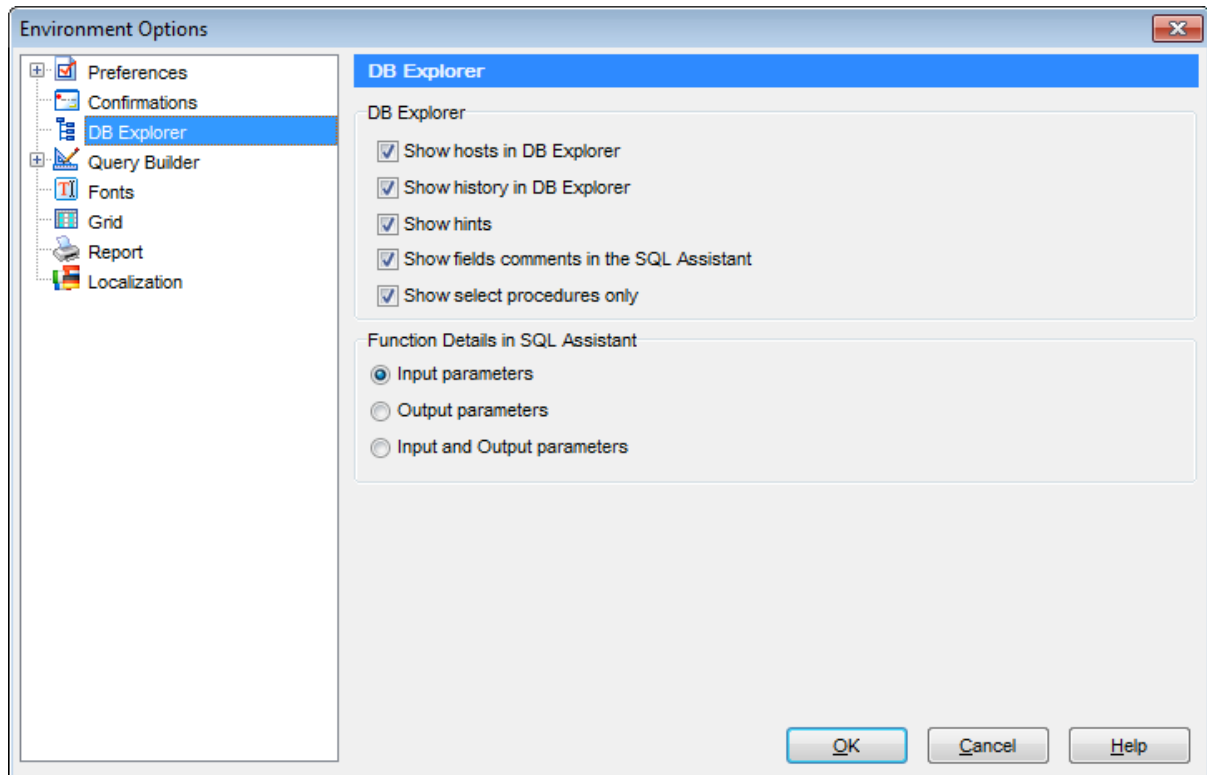 Environment Options
Preferences
Confirmations
DB Explorer
Query Builder
Fonts
Grid
Report
Localization
DB Explorer
DB Explorer
Show hosts in DB Explorer
Show history in DB Explorer
Show hints
Show fields comments in the SQL Assistant
Show select procedures only
Function Details in SQL Assistant
Input parameters
Output parameters
Input and Output parameters
OK
Cancel
Help